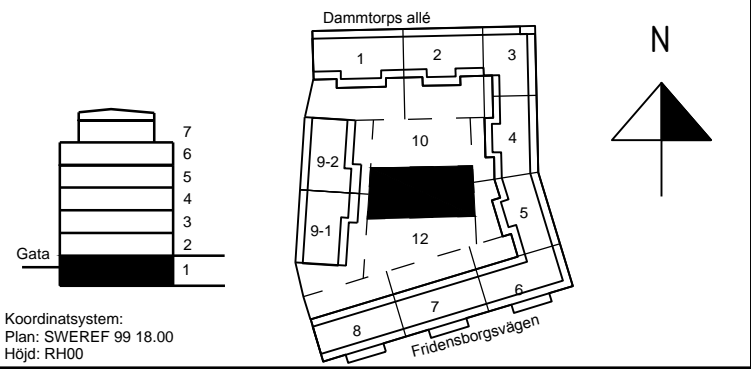 Dammtorps allé
1
2
3
4
5
6
7
8
9-1
9-2
10
12
Fridensborgsvägen
N
7
6
5
4
3
2
1
Gata
Koordinatsystem:
Plan: SWEREF 99 18.00
Höjd: RH00